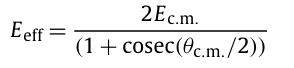 E_eff = 2E_c.m. / (1 + cosec(θ_c.m./2))